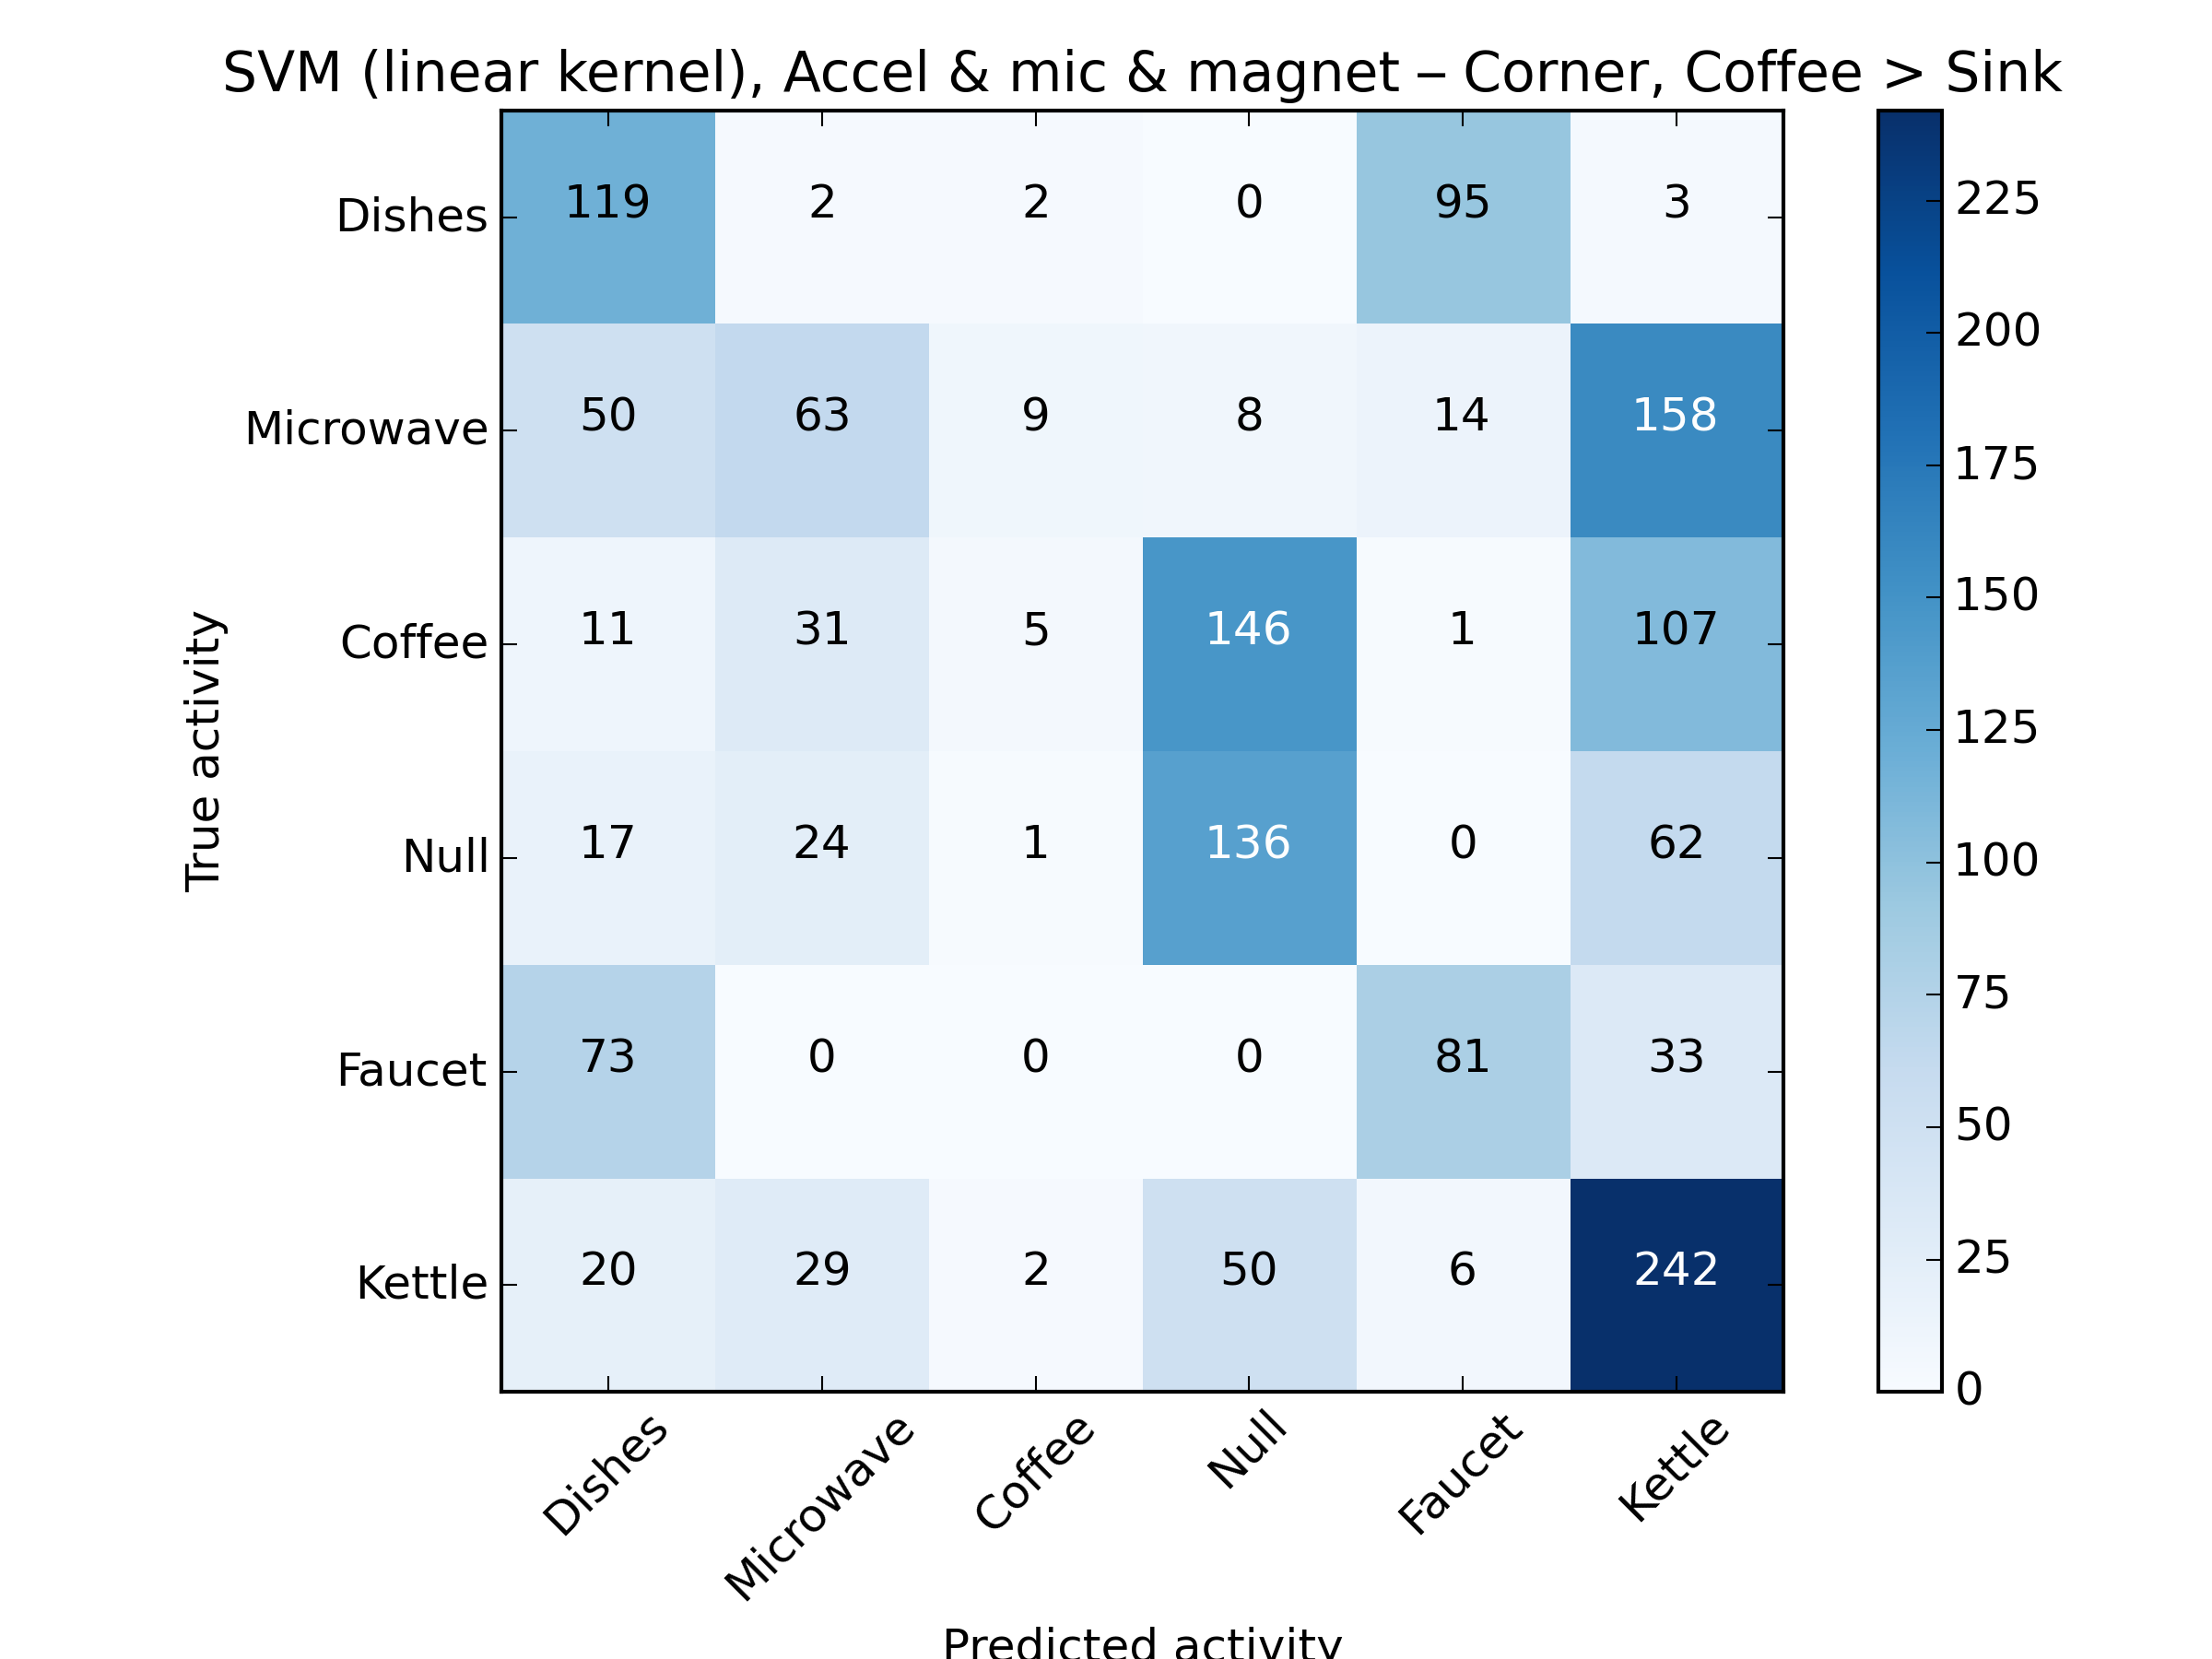 SVM (linear kernel), Accel & mic & magnet – Corner, Coffee > Sink
Dishes 119 2 2 0 95 3
Microwave 50 63 9 8 14 158
Coffee 11 31 5 146 1 107
Null 17 24 1 136 0 62
Faucet 73 0 0 0 81 33
Kettle 20 29 2 50 6 242
True activity
Dishes Microwave Coffee Null Faucet Kettle
Predicted activity
225
200
175
150
125
100
75
50
25
0